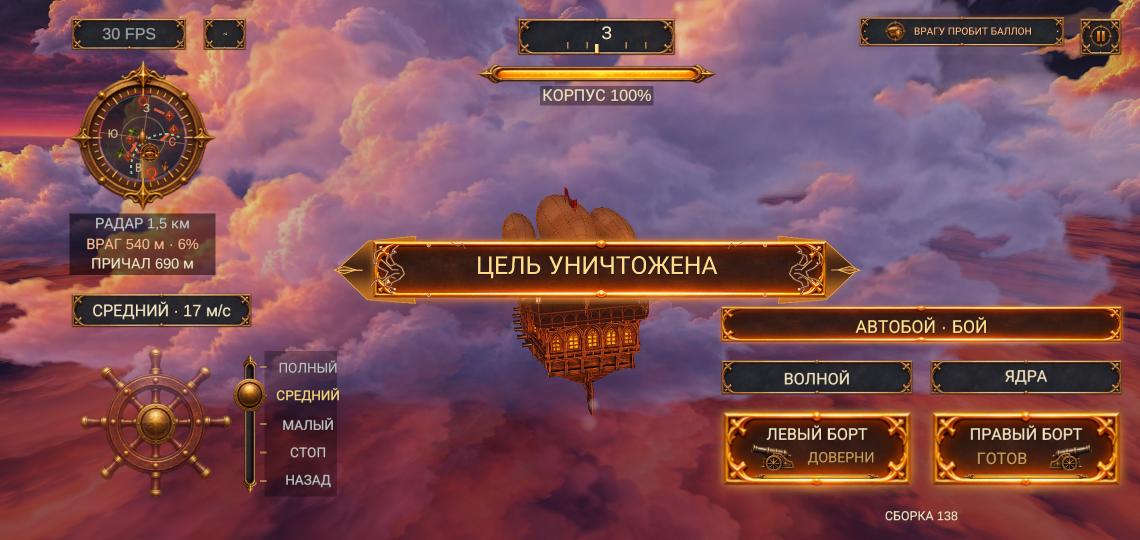 30 FPS
З
ВРАГУ ПРОБИТ БАЛЛОН
КОРПУС 100%
З
Ю
С
В
РАДАР 1,5 км
ВРАГ 540 м · 6%
ПРИЧАЛ 690 м
ЦЕЛЬ УНИЧТОЖЕНА
СРЕДНИЙ · 17 м/с
АВТОБОЙ · БОЙ
ПОЛНЫЙ
СРЕДНИЙ
МАЛЫЙ
СТОП
НАЗАД
ВОЛНОЙ
ЯДРА
ЛЕВЫЙ БОРТ
ДОВЕРНИ
ПРАВЫЙ БОРТ
ГОТОВ
СБОРКА 138